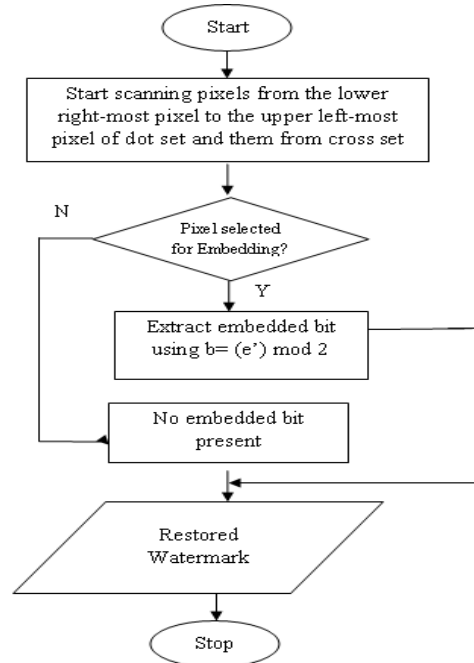 Start
Start scanning pixels from the lower
right-most pixel to the upper left-most
pixel of dot set and them from cross set
N
Pixel selected
for Embedding?
Y
Extract embedded bit
using b= (e’) mod 2
No embedded bit
present
Restored
Watermark
Stop